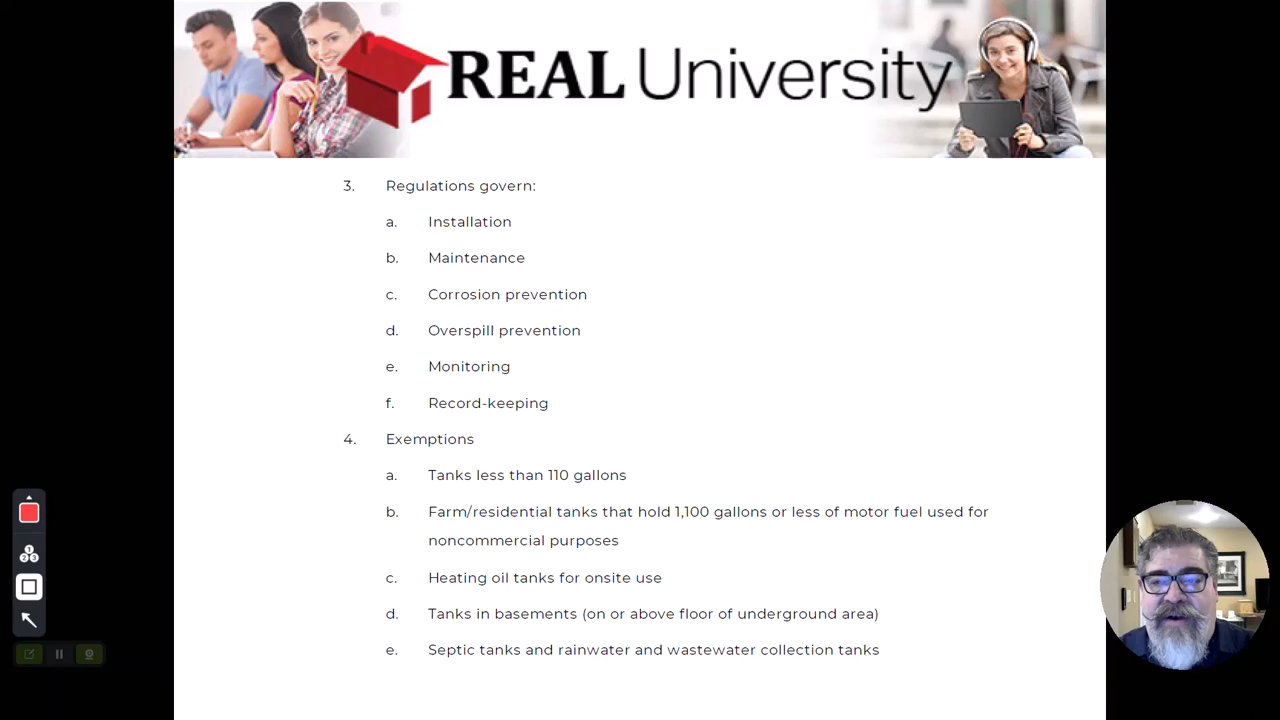 REAL University
3. Regulations govern:
a. Installation
b. Maintenance
c. Corrosion prevention
d. Overspill prevention
e. Monitoring
f. Record-keeping
4. Exemptions
a. Tanks less than 110 gallons
b. Farm/residential tanks that hold 1,100 gallons or less of motor fuel used for
noncommercial purposes
c. Heating oil tanks for onsite use
d. Tanks in basements (on or above floor of underground area)
e. Septic tanks and rainwater and wastewater collection tanks